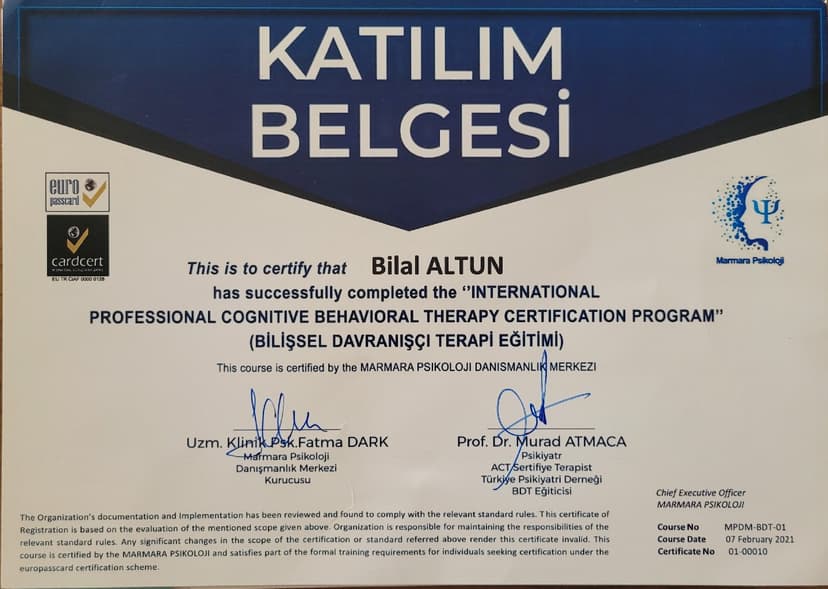 KATILIM
BELGESİ
euro
passcard
cardcert
EU TR CJAF 0000 0128
Marmara Psikoloji
This is to certify that Bilal ALTUN
has successfully completed the ‘’INTERNATIONAL
PROFESSIONAL COGNITIVE BEHAVIORAL THERAPY CERTIFICATION PROGRAM’’
(BİLİŞSEL DAVRANIŞÇI TERAPİ EĞİTİMİ)
This course is certified by the MARMARA PSIKOLOJI DANISMANLIK MERKEZI
Uzm. Klinik Psk.Fatma DARK
Marmara Psikoloji
Danışmanlık Merkezi
Kurucusu
Prof. Dr. Murad ATMACA
Psikiyatr
ACT Sertifiye Terapist
Türkiye Psikiyatri Derneği
BDT Eğiticisi
Chief Executive Officer
MARMARA PSIKOLOJI
Course No MPDM-BDT-01
Course Date 07 February 2021
Certificate No 01-00010
The Organization's documentation and Implementation has been reviewed and found to comply with the relevant standard rules. This certificate of
Registration is based on the evaluation of the mentioned scope given above. Organization is responsible for maintaining the responsibilities of the
relevant standard rules. Any significant changes in the scope of the certification or standard referred above render this certificate invalid. This
course is certified by the MARMARA PSIKOLOJI and satisfies part of the formal training requirements for individuals seeking certification under the
europasscard certification scheme.